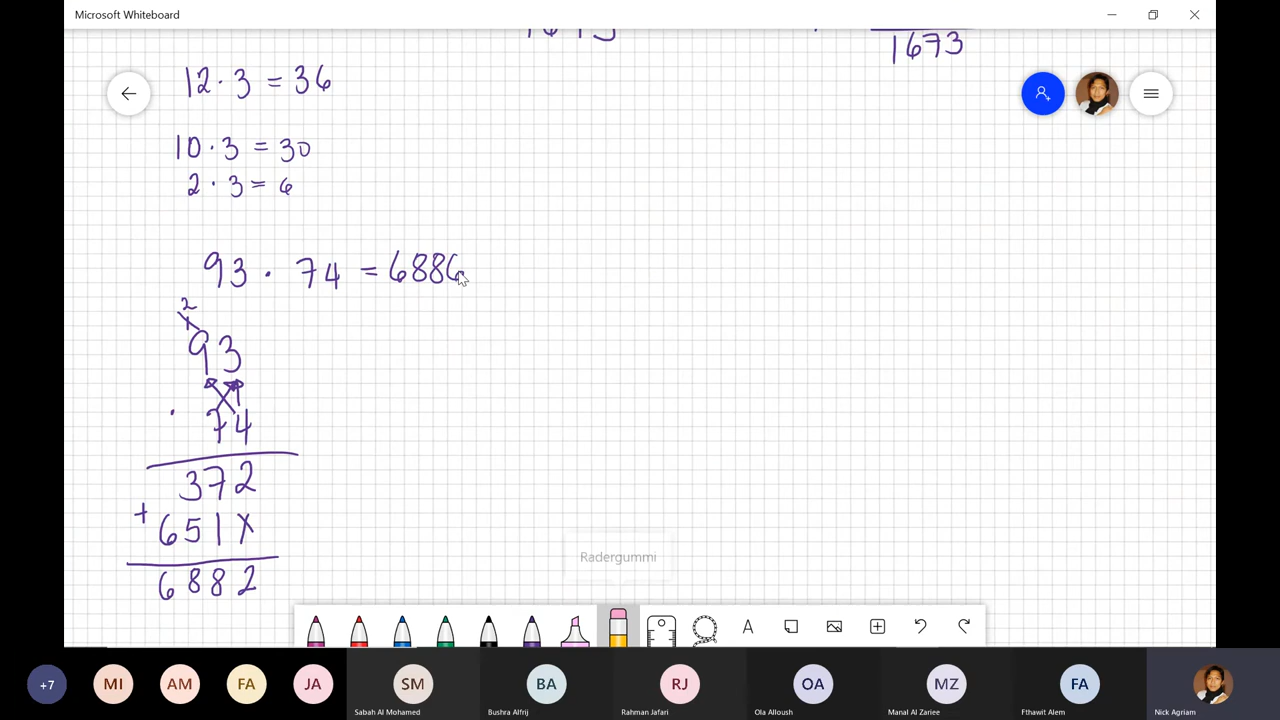 Microsoft Whiteboard
1673
12 · 3 = 36
10 · 3 = 30
2 · 3 = 6
93 · 74 = 6886
2
1
93
· 74
372
+ 651x
6882
Radergummi
A
+7
MI
AM
FA
JA
SM
BA
RJ
OA
MZ
FA
Sabah Al Mohamed
Bushra Alfrij
Rahman Jafari
Ola Alloush
Manal Al Zariee
Fthawit Alem
Nick Agriam